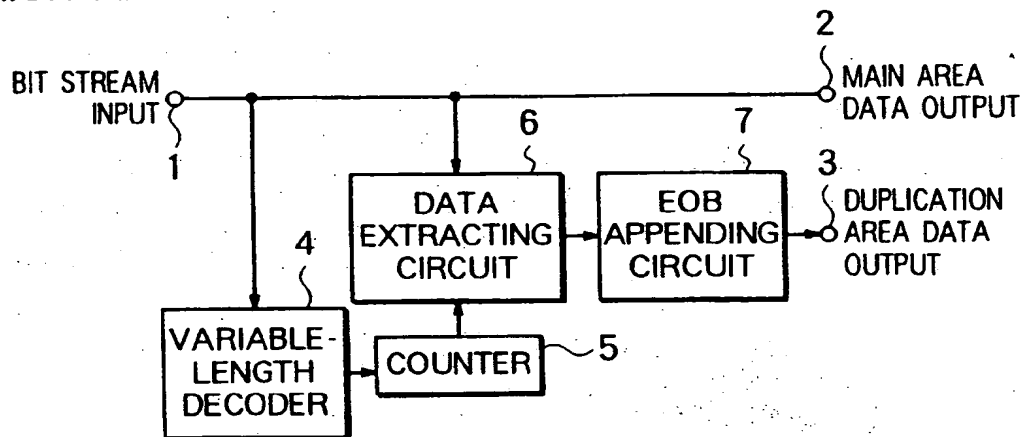 2
BIT STREAM
INPUT
MAIN AREA
DATA OUTPUT
1
6
7
3
DATA
EXTRACTING
CIRCUIT
EOB
APPENDING
CIRCUIT
DUPLICATION
AREA DATA
OUTPUT
4
VARIABLE-
LENGTH
DECODER
COUNTER
5